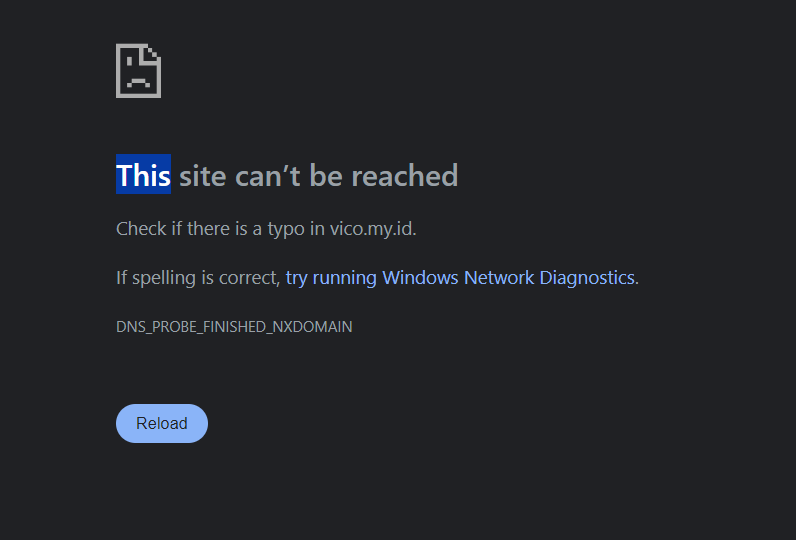 This site can’t be reached
Check if there is a typo in vico.my.id.
If spelling is correct, try running Windows Network Diagnostics.
DNS_PROBE_FINISHED_NXDOMAIN
Reload